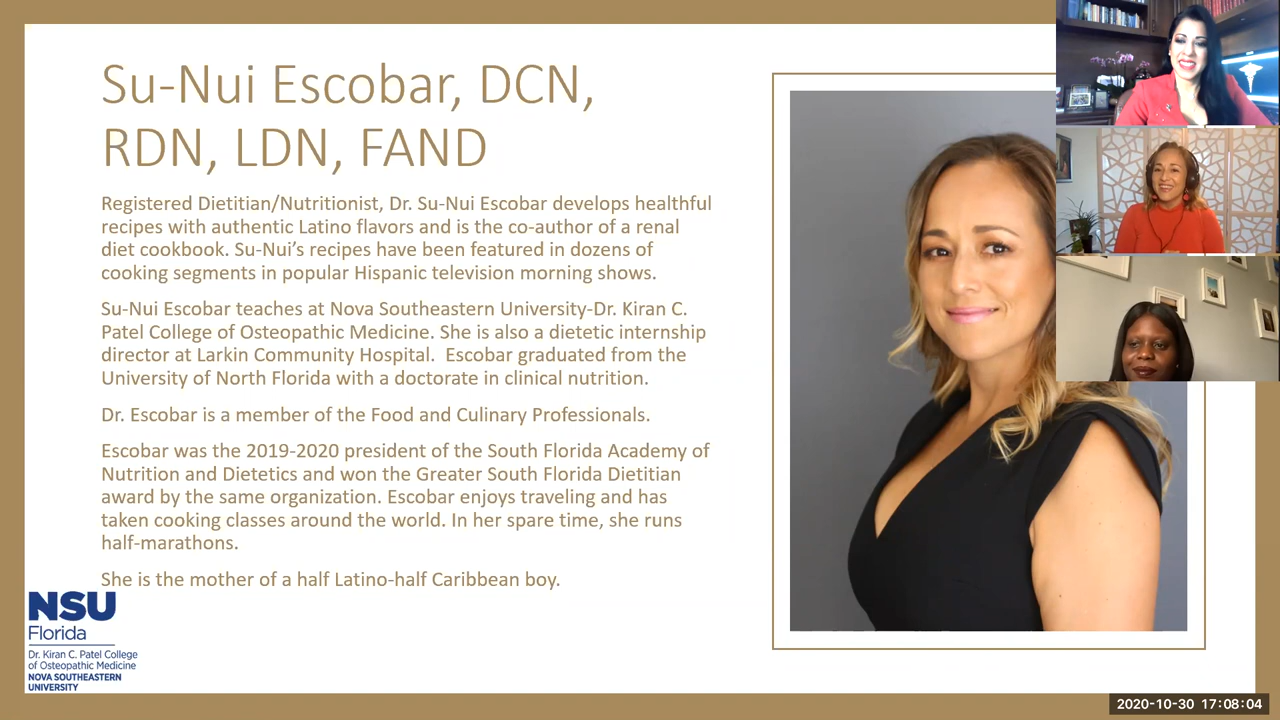 Su-Nui Escobar, DCN,
RDN, LDN, FAND
Registered Dietitian/Nutritionist, Dr. Su-Nui Escobar develops healthful
recipes with authentic Latino flavors and is the co-author of a renal
diet cookbook. Su-Nui’s recipes have been featured in dozens of
cooking segments in popular Hispanic television morning shows.
Su-Nui Escobar teaches at Nova Southeastern University-Dr. Kiran C.
Patel College of Osteopathic Medicine. She is also a dietetic internship
director at Larkin Community Hospital. Escobar graduated from the
University of North Florida with a doctorate in clinical nutrition.
Dr. Escobar is a member of the Food and Culinary Professionals.
Escobar was the 2019-2020 president of the South Florida Academy of
Nutrition and Dietetics and won the Greater South Florida Dietitian
award by the same organization. Escobar enjoys traveling and has
taken cooking classes around the world. In her spare time, she runs
half-marathons.
She is the mother of a half Latino-half Caribbean boy.
NSU
Florida
Dr. Kiran C. Patel College
of Osteopathic Medicine
NOVA SOUTHEASTERN
UNIVERSITY
2020-10-30 17:08:04